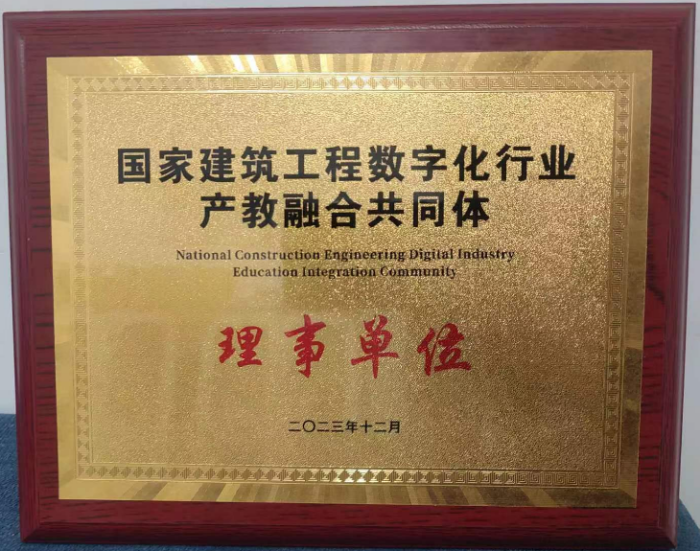 国家建筑工程数字化行业
产教融合共同体
National Construction Engineering Digital Industry
Education Integration Community
理事单位
二〇二三年十二月